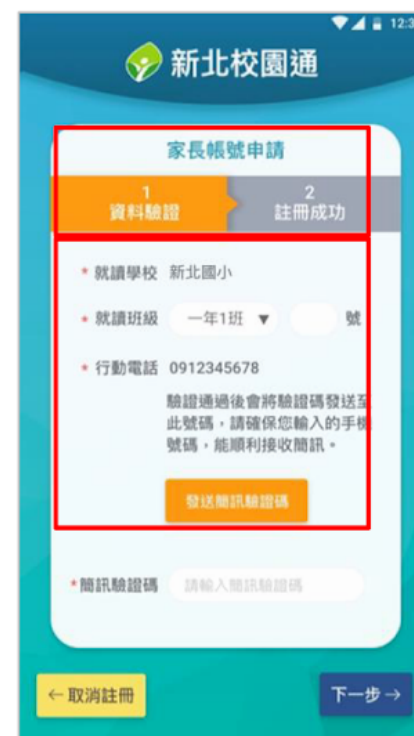 12:3
新北校園通
家長帳號申請
1
資料驗證
2
註冊成功
* 就讀學校 新北國小
* 就讀班級 一年1班 ▼ 號
* 行動電話 0912345678
驗證通過後會將驗證碼發送至
此號碼，請確保您輸入的手機
號碼，能順利接收簡訊。
發送簡訊驗證碼
*簡訊驗證碼 請輸入簡訊驗證碼
←取消註冊
下一步→